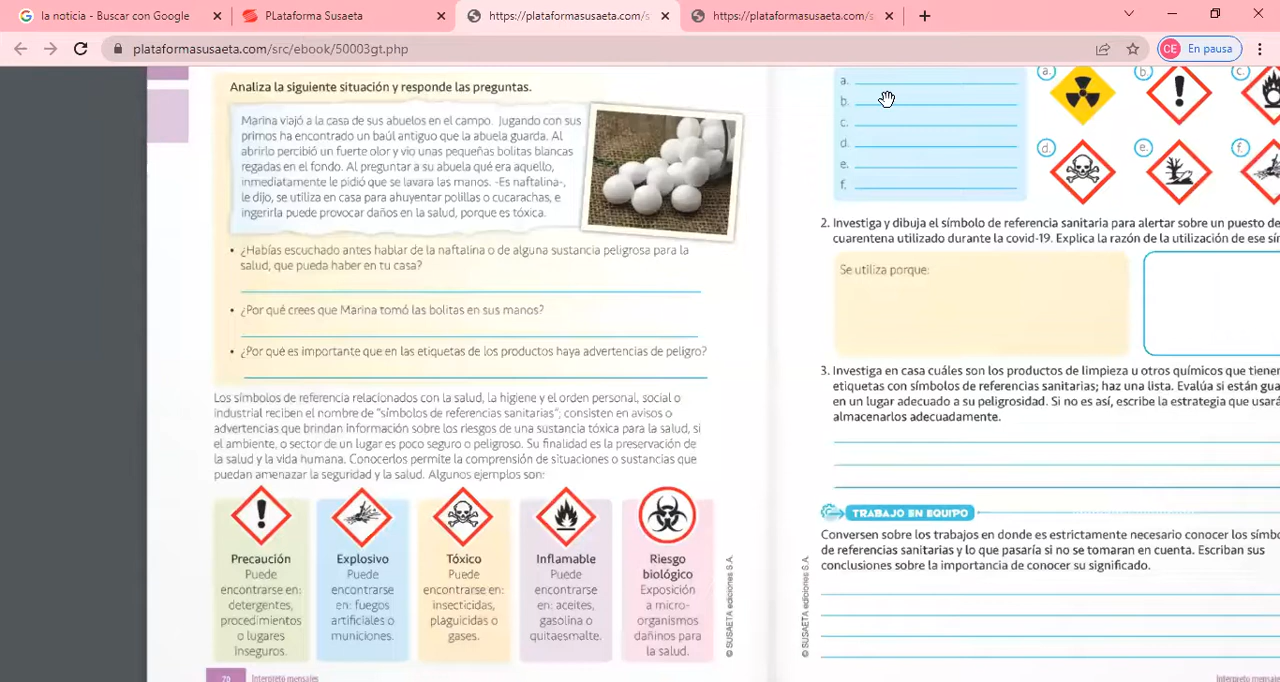 la noticia - Buscar con Google
PLataforma Susaeta
https://plataformasusaeta.com/s
https://plataformasusaeta.com/s
plataformasusaeta.com/src/ebook/50003gt.php
CE
En pausa
Analiza la siguiente situación y responde las preguntas.
Marina viajó a la casa de sus abuelos en el campo. Jugando con sus
primos ha encontrado un baúl antiguo que la abuela guarda. Al
abrirlo percibió un fuerte olor y vio unas pequeñas bolitas blancas
regadas en el fondo. Al preguntar a su abuela qué era aquello,
inmediatamente le pidió que se lavara las manos. -Es naftalina-,
le dijo, se utiliza en casa para ahuyentar polillas o cucarachas, e
ingerirla puede provocar daños en la salud, porque es tóxica.
• ¿Habías escuchado antes hablar de la naftalina o de alguna sustancia peligrosa para la
salud, que pueda haber en tu casa?
• ¿Por qué crees que Marina tomó las bolitas en sus manos?
• ¿Por qué es importante que en las etiquetas de los productos haya advertencias de peligro?
Los símbolos de referencia relacionados con la salud, la higiene y el orden personal, social o
industrial reciben el nombre de "símbolos de referencias sanitarias"; consisten en avisos o
advertencias que brindan información sobre los riesgos de una sustancia tóxica para la salud, si
el ambiente, o sector de un lugar es poco seguro o peligroso. Su finalidad es la preservación de
la salud y la vida humana. Conocerlos permite la comprensión de situaciones o sustancias que
puedan amenazar la seguridad y la salud. Algunos ejemplos son:
Precaución
Puede
encontrarse en:
detergentes,
procedimientos
o lugares
inseguros.
Explosivo
Puede
encontrarse
en: fuegos
artificiales o
municiones.
Tóxico
Puede
encontrarse en:
insecticidas,
plaguicidas o
gases.
Inflamable
Puede
encontrarse
en: aceites,
gasolina o
quitaesmalte.
Riesgo
biológico
Exposición
a micro-
organismos
dañinos para
la salud.
© SUSAETA ediciones S.A.
Interpreto mensajes
a.
b.
c.
d.
e.
f.
a.
b.
c.
d.
e.
f.
2. Investiga y dibuja el símbolo de referencia sanitaria para alertar sobre un puesto de
cuarentena utilizado durante la covid-19. Explica la razón de la utilización de ese sí
Se utiliza porque:
3. Investiga en casa cuáles son los productos de limpieza u otros químicos que tienen
etiquetas con símbolos de referencias sanitarias; haz una lista. Evalúa si están gua
en un lugar adecuado a su peligrosidad. Si no es así, escribe la estrategia que usará
almacenarlos adecuadamente.
TRABAJO EN EQUIPO
Conversen sobre los trabajos en donde es estrictamente necesario conocer los símbo
de referencias sanitarias y lo que pasaría si no se tomaran en cuenta. Escriban sus
conclusiones sobre la importancia de conocer su significado.
© SUSAETA ediciones S.A.
Interpreto mensaje